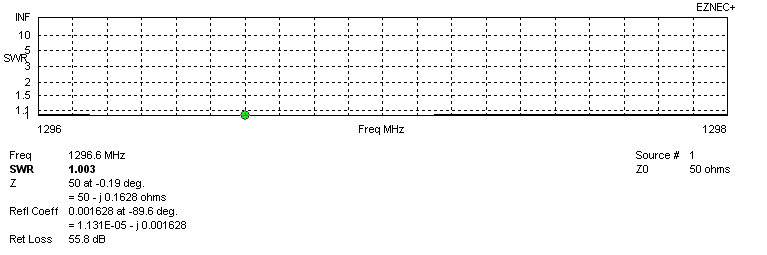 EZNEC+
INF
10
5
SWR
3
2
1.5
1.1
1
1296 Freq MHz 1298
Freq 1296.6 MHz Source # 1
SWR 1.003 Z0 50 ohms
Z 50 at -0.19 deg.
= 50 - j 0.1628 ohms
Refl Coeff 0.001628 at -89.6 deg.
= 1.131E-05 - j 0.001628
Ret Loss 55.8 dB